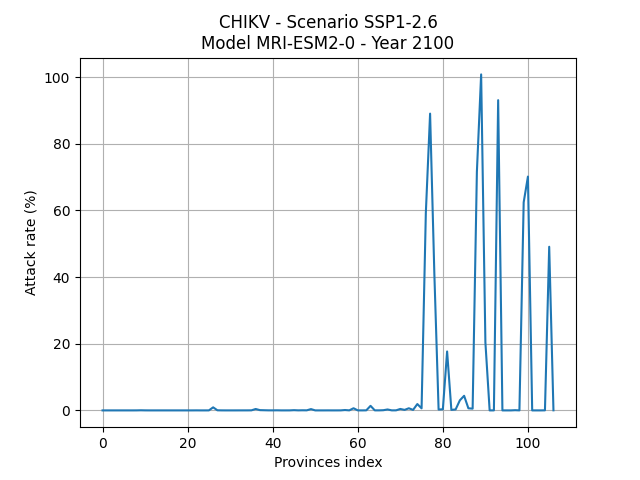 CHIKV - Scenario SSP1-2.6
Model MRI-ESM2-0 - Year 2100
100
80
60
40
20
0
Attack rate (%)
0 20 40 60 80 100
Provinces index